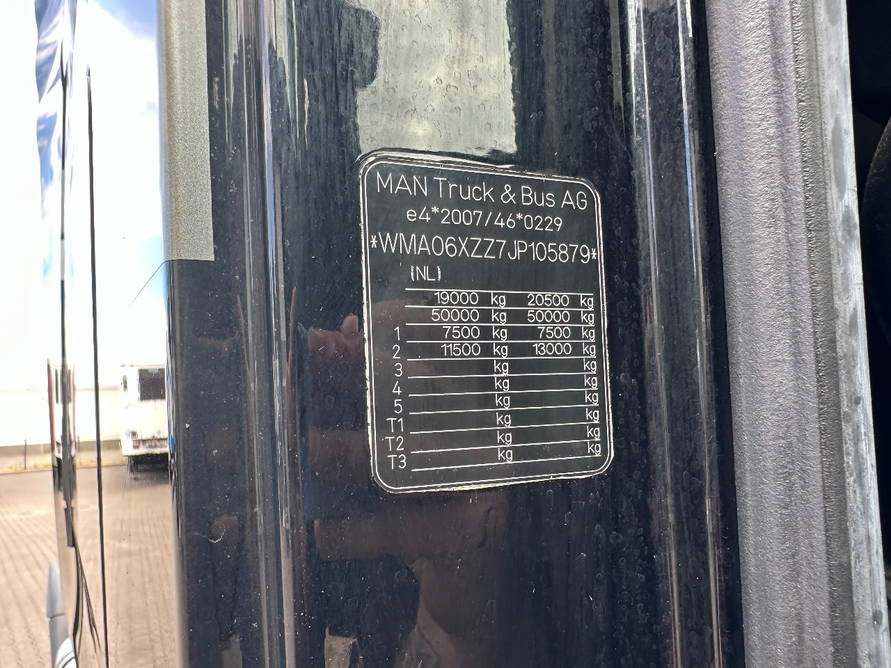 MAN Truck & Bus AG
e4*2007/46*0229
*WMA06XZZ7JP105879*
(NL)
19000 kg 20500 kg
50000 kg 50000 kg
1 7500 kg 7500 kg
2 11500 kg 13000 kg
3 kg kg
4 kg kg
5 kg kg
T1 kg kg
T2 kg kg
T3 kg kg